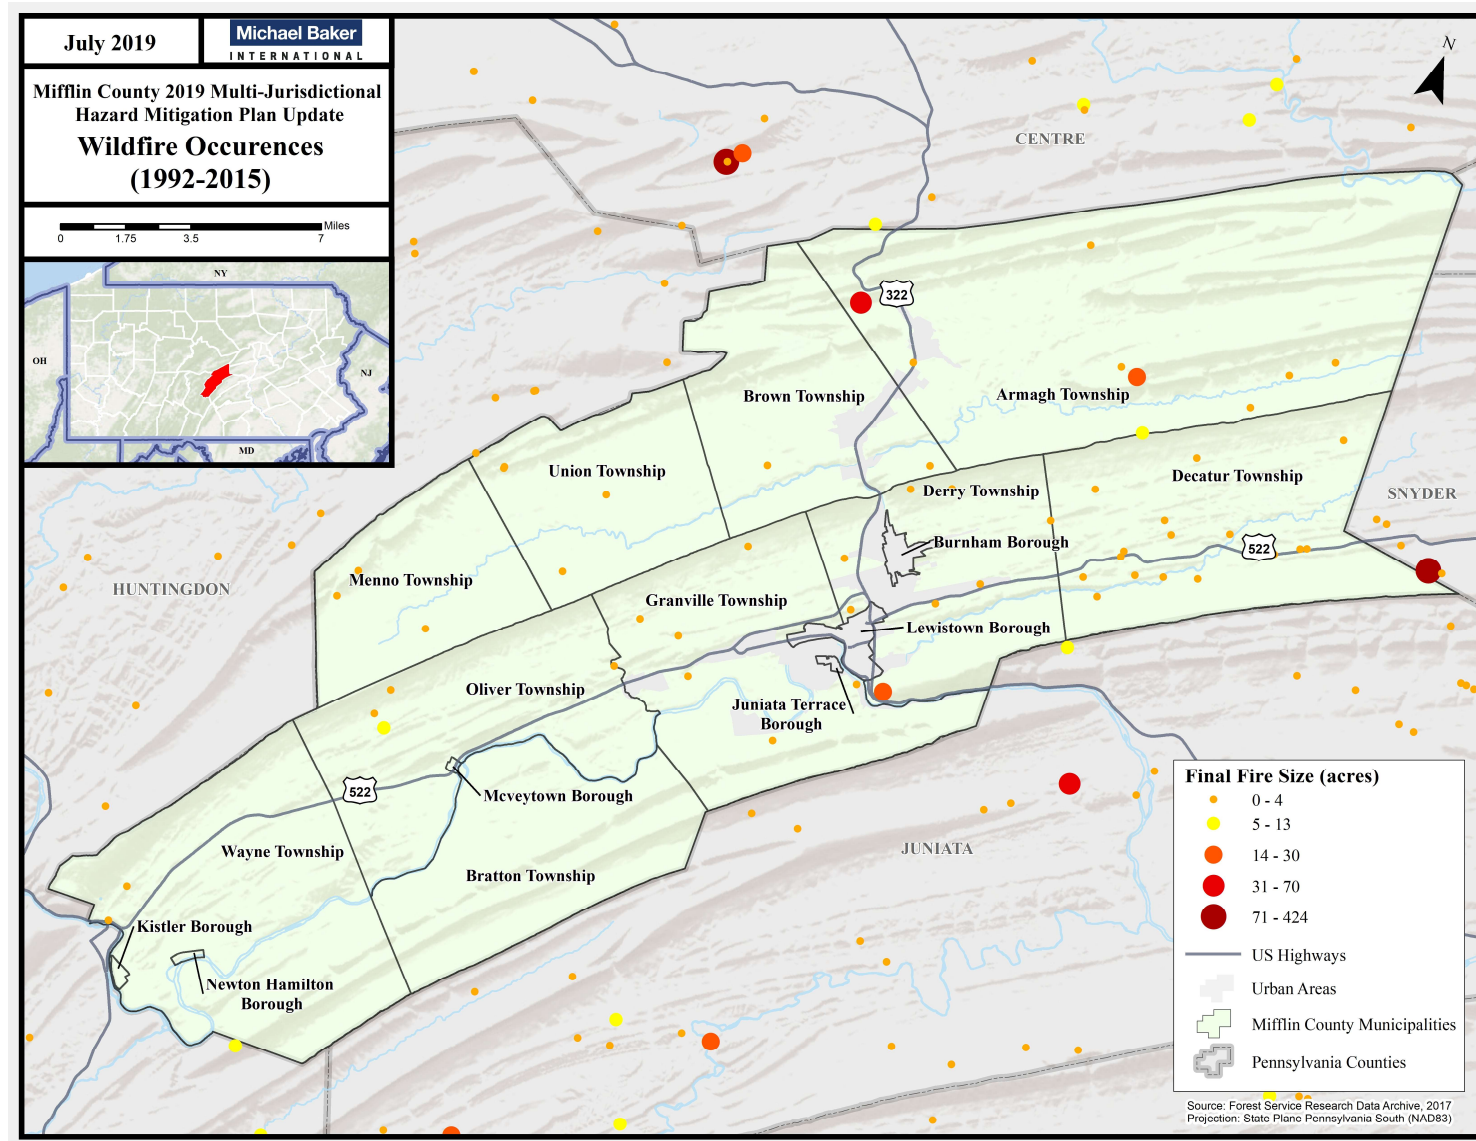 July 2019
Michael Baker
INTERNATIONAL
Mifflin County 2019 Multi-Jurisdictional
Hazard Mitigation Plan Update
Wildfire Occurences
(1992-2015)
Miles
0 1.75 3.5 7
NY
OH
NJ
MD
N
CENTRE
322
Brown Township
Armagh Township
Union Township
Decatur Township
Derry Township
SNYDER
Burnham Borough
522
Menno Township
HUNTINGDON
Granville Township
Lewistown Borough
Oliver Township
Juniata Terrace
Borough
522
Mcveytown Borough
Wayne Township
JUNIATA
Bratton Township
Kistler Borough
Newton Hamilton
Borough
Final Fire Size (acres)
0 - 4
5 - 13
14 - 30
31 - 70
71 - 424
US Highways
Urban Areas
Mifflin County Municipalities
Pennsylvania Counties
Source: Forest Service Research Data Archive, 2017
Projection: State Plane Pennsylvania South (NAD83)